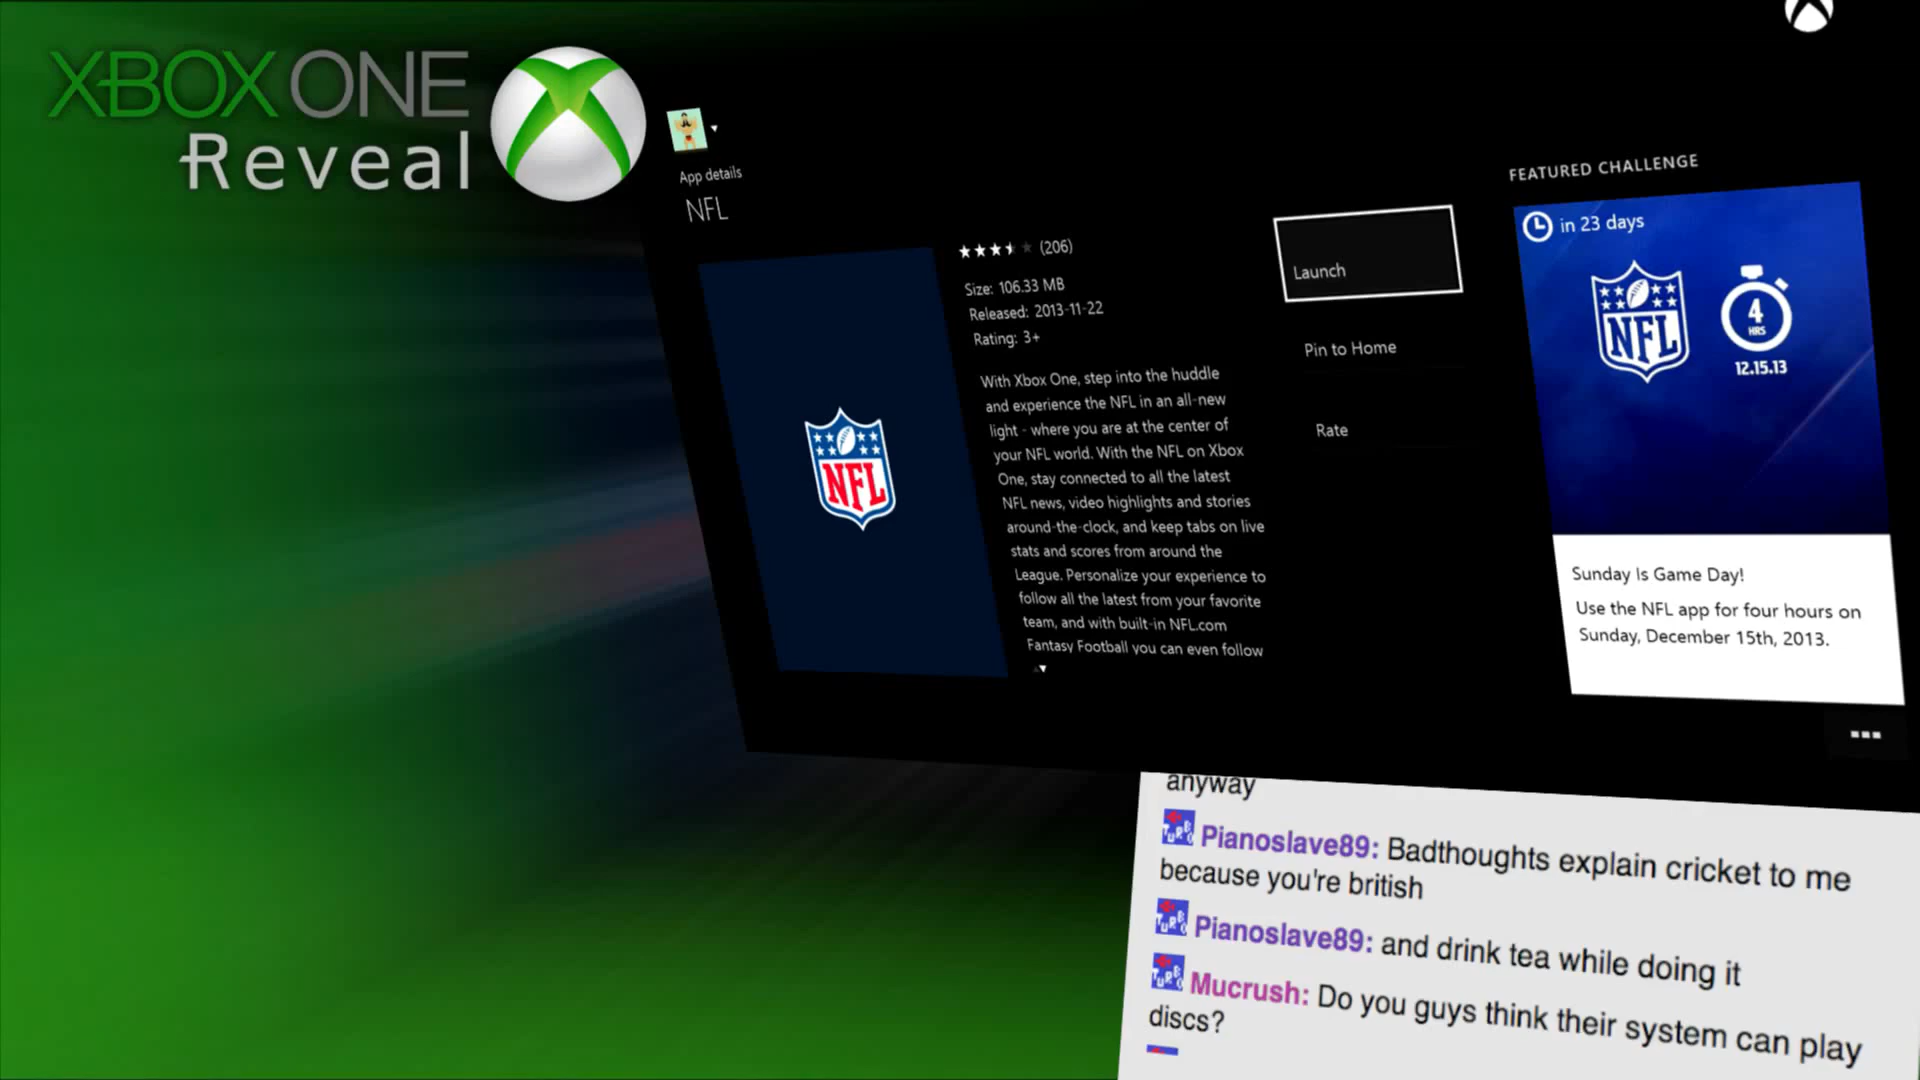 XBOX ONE
Reveal
App details
NFL
(206)
Size: 106.33 MB
Released: 2013-11-22
Rating: 3+
With Xbox One, step into the huddle
and experience the NFL in an all-new
light - where you are at the center of
your NFL world. With the NFL on Xbox
One, stay connected to all the latest
NFL news, video highlights and stories
around-the-clock, and keep tabs on live
stats and scores from around the
League. Personalize your experience to
follow all the latest from your favorite
team, and with built-in NFL.com
Fantasy Football you can even follow
NFL
Launch
Pin to Home
Rate
FEATURED CHALLENGE
in 23 days
NFL
4
HRS
12.15.13
Sunday Is Game Day!
Use the NFL app for four hours on
Sunday, December 15th, 2013.
anyway
TURBO Pianoslave89: Badthoughts explain cricket to me
because you're british
TURBO Pianoslave89: and drink tea while doing it
TURBO Mucrush: Do you guys think their system can play
discs?